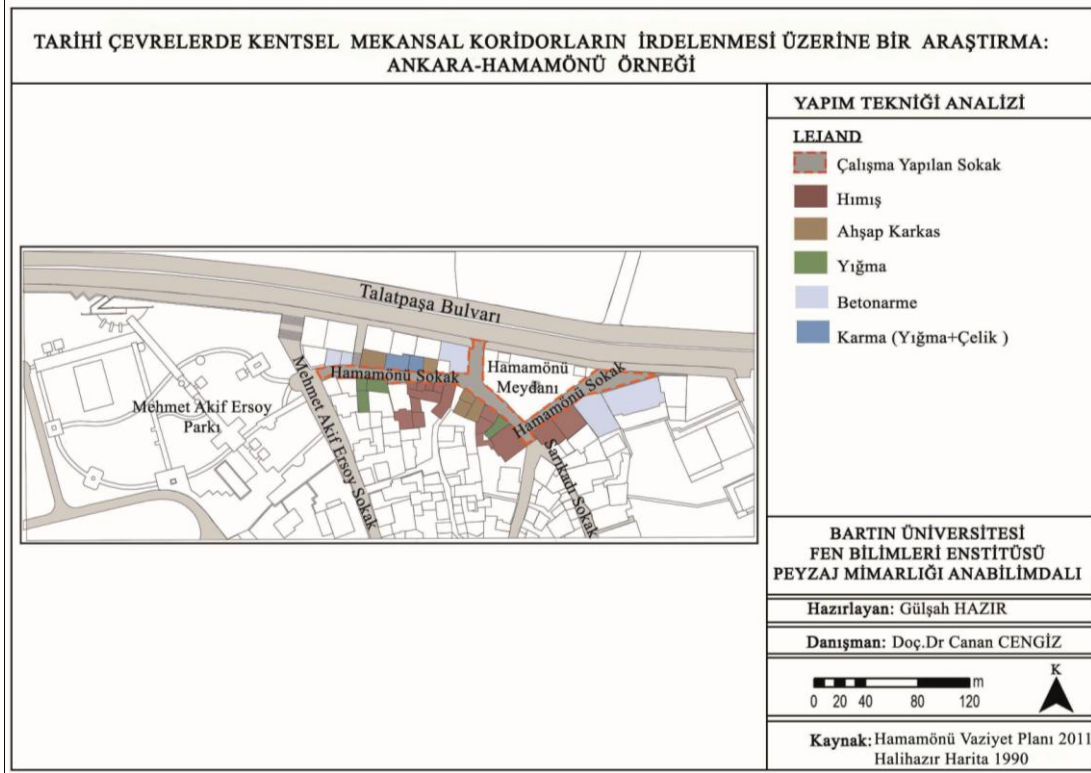 TARİHİ ÇEVRELERDE KENTSEL MEKANSAL KORİDORLARIN İRDELENMESİ ÜZERİNE BİR ARAŞTIRMA:
ANKARA-HAMAMÖNÜ ÖRNEĞİ
YAPIM TEKNİĞİ ANALİZİ
LEJAND
Çalışma Yapılan Sokak
Hımış
Ahşap Karkas
Yığma
Betonarme
Karma (Yığma+Çelik )
Talatpaşa Bulvarı
Hamamönü Sokak
Hamamönü
Meydanı
Hamamönü Sokak
Mehmet Akif Ersoy
Parkı
Mehmet Akif Ersoy Sokak
Sarıkadı Sokak
BARTIN ÜNİVERSİTESİ
FEN BİLİMLERİ ENSTİTÜSÜ
PEYZAJ MİMARLIĞI ANABİLİMDALI
Hazırlayan: Gülşah HAZIR
Danışman: Doç.Dr Canan CENGİZ
K
m
0 20 40 80 120
Kaynak: Hamamönü Vaziyet Planı 2011
Halihazır Harita 1990